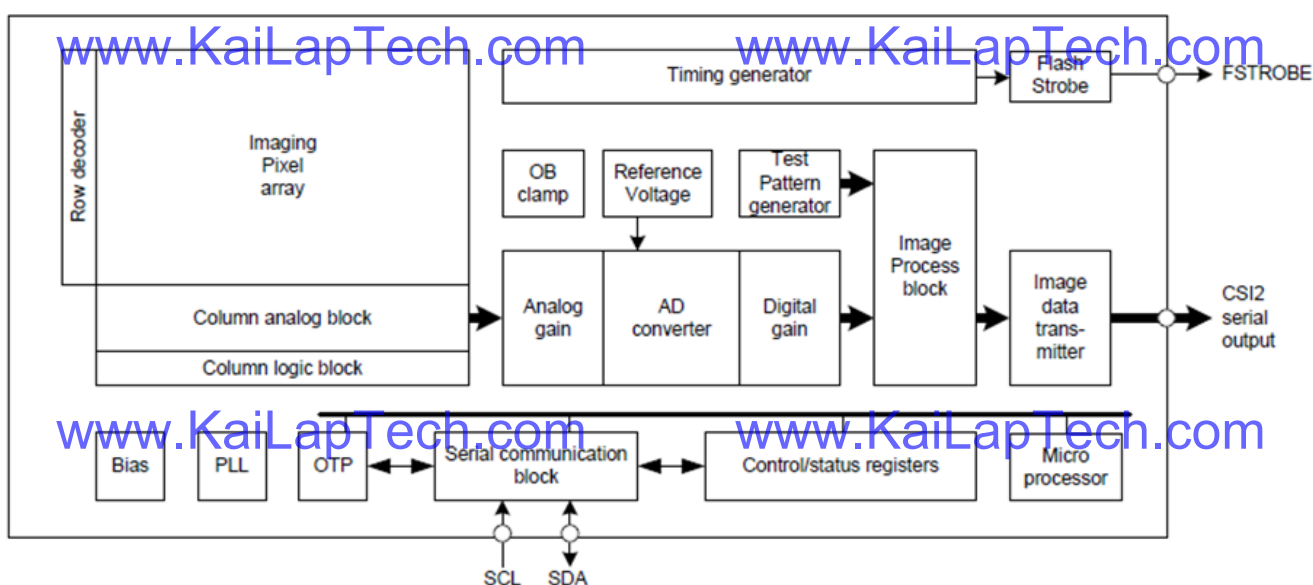 www.KaiLapTech.com
www.KaiLapTech.com
Row decoder
Imaging
Pixel
array
Timing generator
Flash
Strobe
FSTROBE
OB
clamp
Reference
Voltage
Test
Pattern
generator
Image
Process
block
Column analog block
Column logic block
Analog
gain
AD
converter
Digital
gain
Image
data
trans-
mitter
CSI2
serial
output
www.KaiLapTech.com
www.KaiLapTech.com
Bias
PLL
OTP
Serial communication
block
Control/status registers
Micro
processor
SCL
SDA